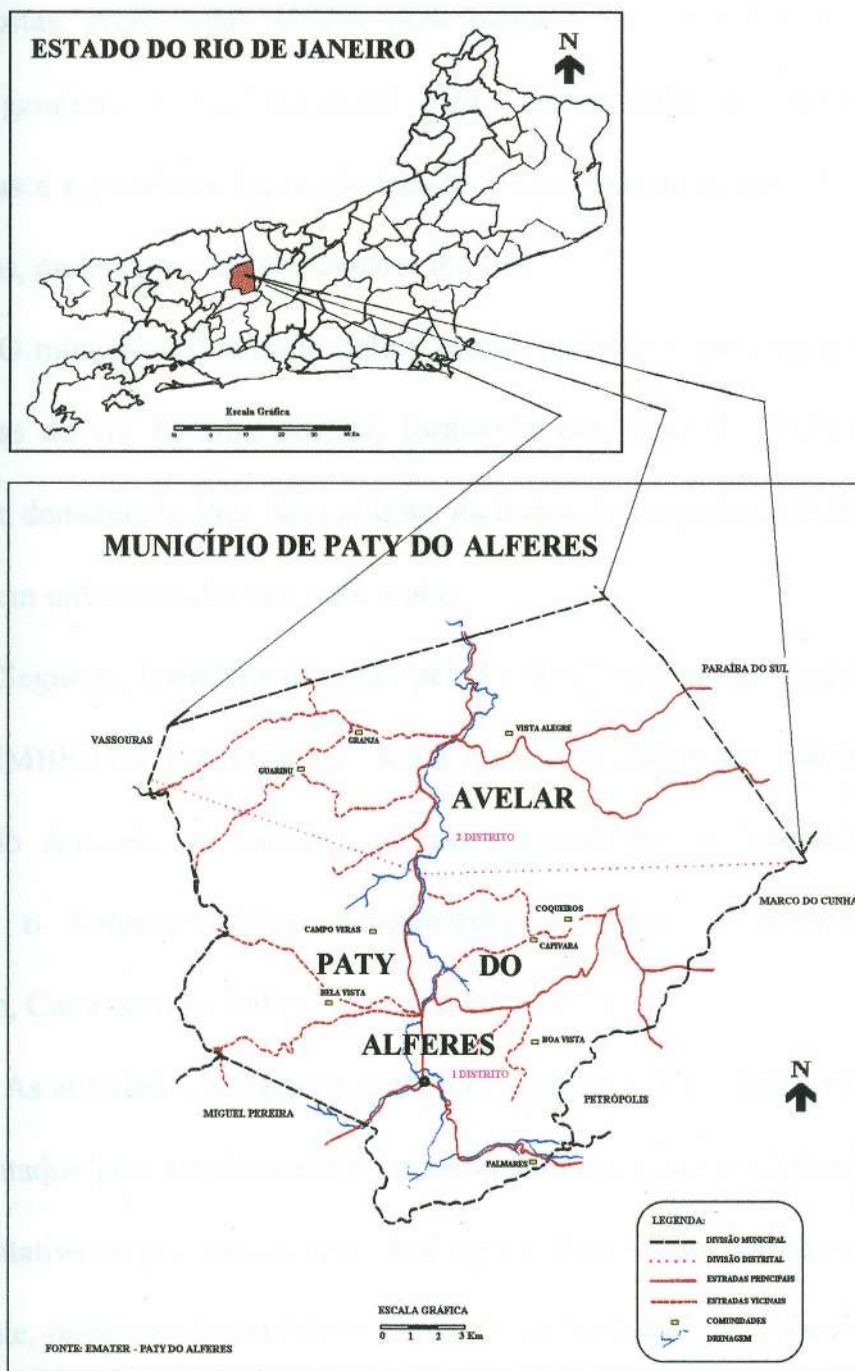 ESTADO DO RIO DE JANEIRO
N
Escala Gráfica
MUNICÍPIO DE PATY DO ALFERES
PARAÍBA DO SUL
VASSOURAS
GRANJA
VISTA ALEGRE
GUARIBU
AVELAR
2 DISTRITO
MARCO DO CUNHA
COQUEIROS
CAMPO VERAS
CAPIVARA
PATY DO
BELA VISTA
ALFERES
BOA VISTA
1 DISTRITO
N
MIGUEL PEREIRA
PETRÓPOLIS
PALMARES
LEGENDA:
DIVISÃO MUNICIPAL
DIVISÃO DISTRITAL
ESTRADAS PRINCIPAIS
ESTRADAS VICINAIS
COMUNIDADES
DRENAGEM
ESCALA GRÁFICA
0 1 2 3 Km
FONTE: EMATER - PATY DO ALFERES